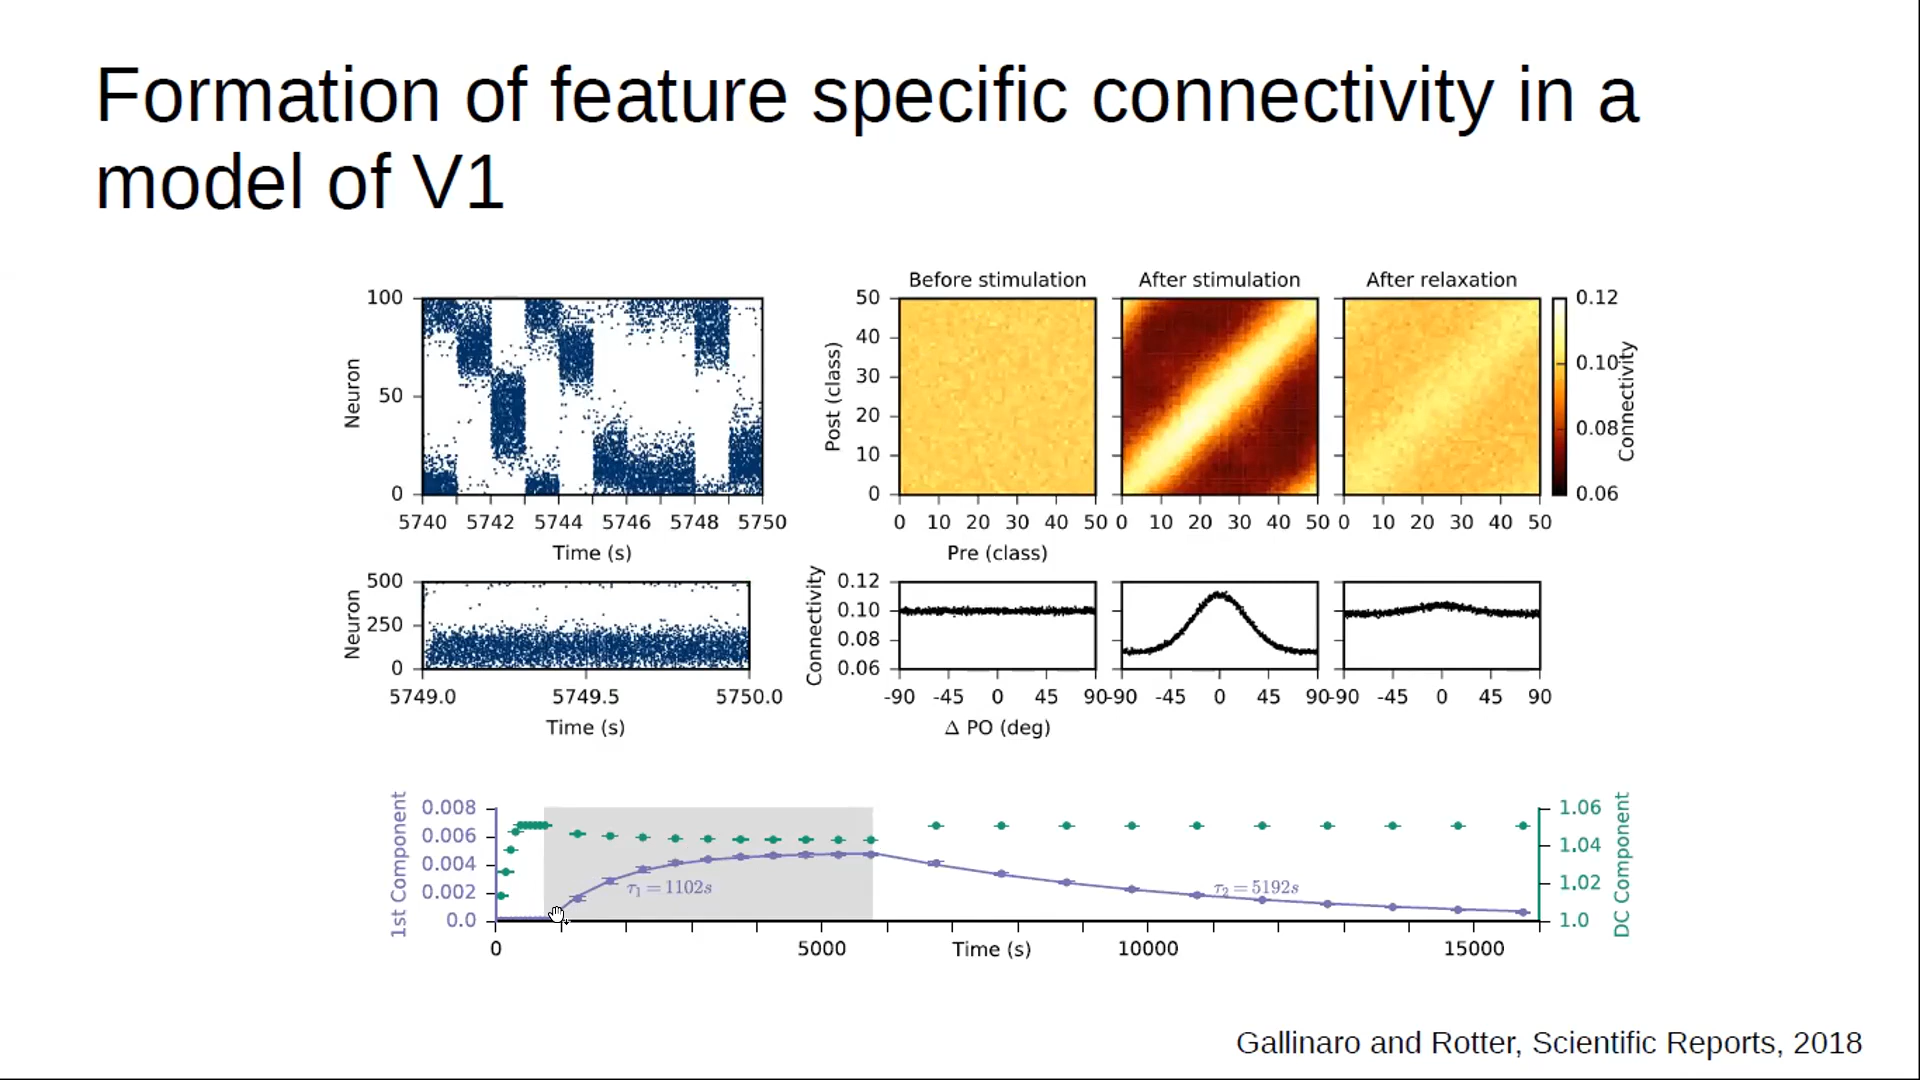 Formation of feature specific connectivity in a
model of V1
Before stimulation
After stimulation
After relaxation
100
50
0
Neuron
5740 5742 5744 5746 5748 5750
Time (s)
50
40
30
20
10
0
Post (class)
0 10 20 30 40 50
0 10 20 30 40 50
0 10 20 30 40 50
Pre (class)
0.12
0.10
0.08
0.06
Connectivity
500
250
0
Neuron
5749.0 5749.5 5750.0
Time (s)
0.12
0.10
0.08
0.06
Connectivity
-90 -45 0 45 90
-90 -45 0 45 90
-90 -45 0 45 90
Δ PO (deg)
0.008
0.006
0.004
0.002
0.0
1st Component
τ₁ = 1102s
τ₂ = 5192s
1.06
1.04
1.02
1.0
DC Component
0 5000 Time (s) 10000 15000
Gallinaro and Rotter, Scientific Reports, 2018